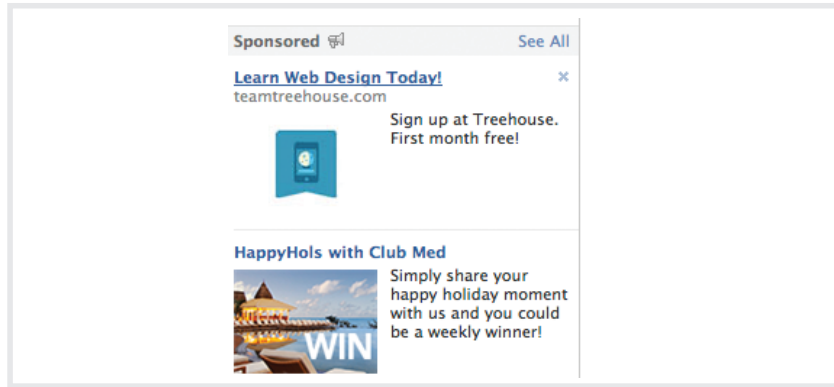 Sponsored See All
Learn Web Design Today! ×
teamtreehouse.com
Sign up at Treehouse.
First month free!
HappyHols with Club Med
Simply share your
happy holiday moment
with us and you could
be a weekly winner!
WIN